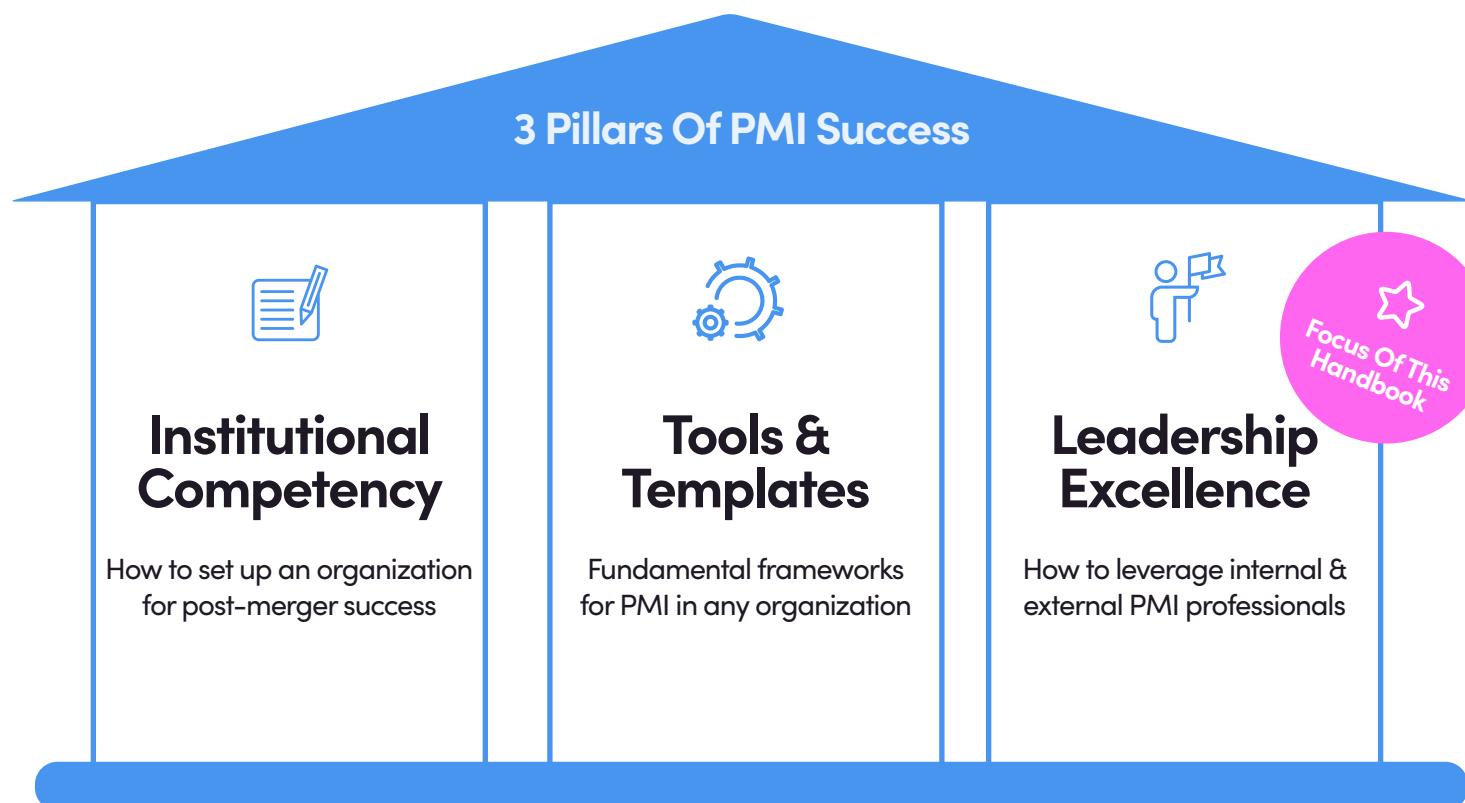 3 Pillars Of PMI Success
Institutional
Competency
How to set up an organization
for post-merger success
Tools &
Templates
Fundamental frameworks
for PMI in any organization
Leadership
Excellence
How to leverage internal &
external PMI professionals
Focus Of This
Handbook